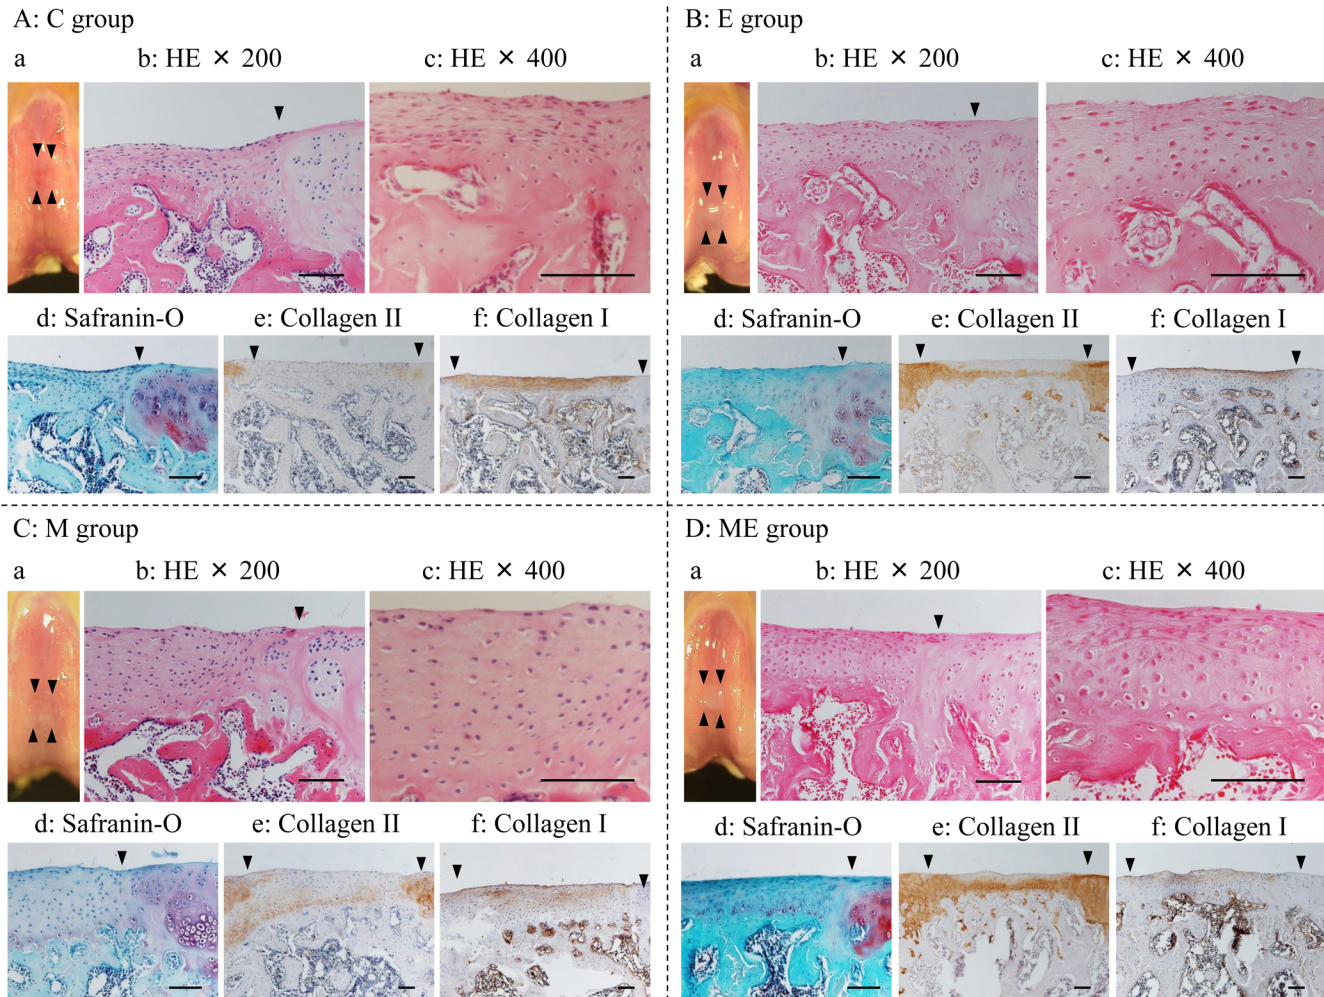 A: C group
a
b: HE × 200
c: HE × 400
d: Safranin-O
e: Collagen II
f: Collagen I
B: E group
a
b: HE × 200
c: HE × 400
d: Safranin-O
e: Collagen II
f: Collagen I
C: M group
a
b: HE × 200
c: HE × 400
d: Safranin-O
e: Collagen II
f: Collagen I
D: ME group
a
b: HE × 200
c: HE × 400
d: Safranin-O
e: Collagen II
f: Collagen I